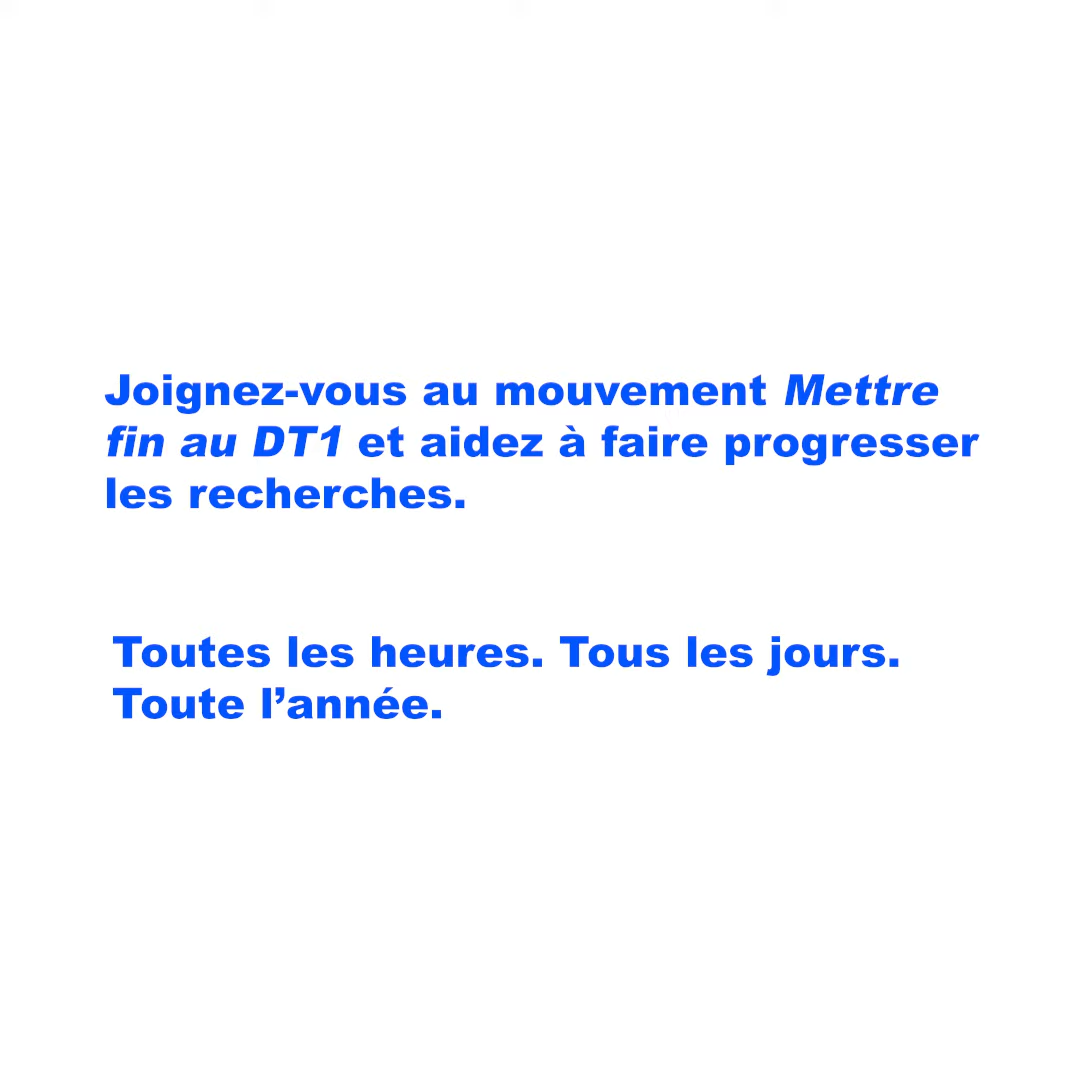 Joignez-vous au mouvement Mettre
fin au DT1 et aidez à faire progresser
les recherches.
Toutes les heures. Tous les jours.
Toute l’année.